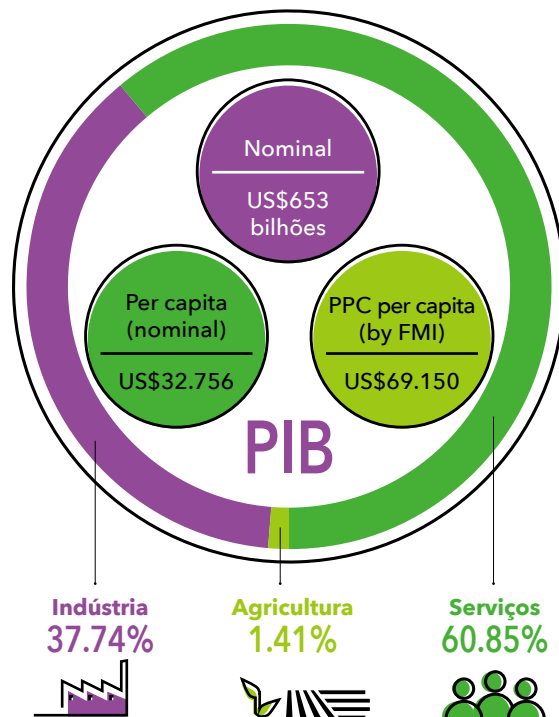 Nominal
US$653
bilhões
Per capita
(nominal)
US$32.756
PPC per capita
(by FMI)
US$69.150
PIB
Indústria
37.74%
Agricultura
1.41%
Serviços
60.85%